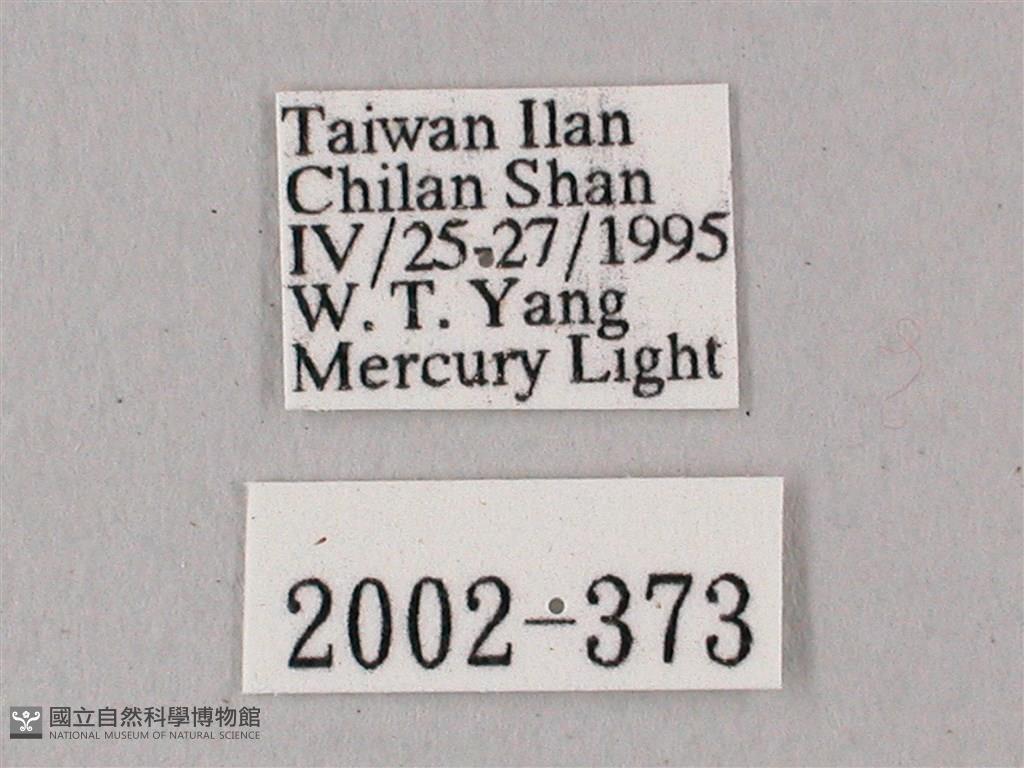 Taiwan Ilan
Chilan Shan
IV/25-27/1995
W. T. Yang
Mercury Light
2002-373
國立自然科學博物館
NATIONAL MUSEUM OF NATURAL SCIENCE